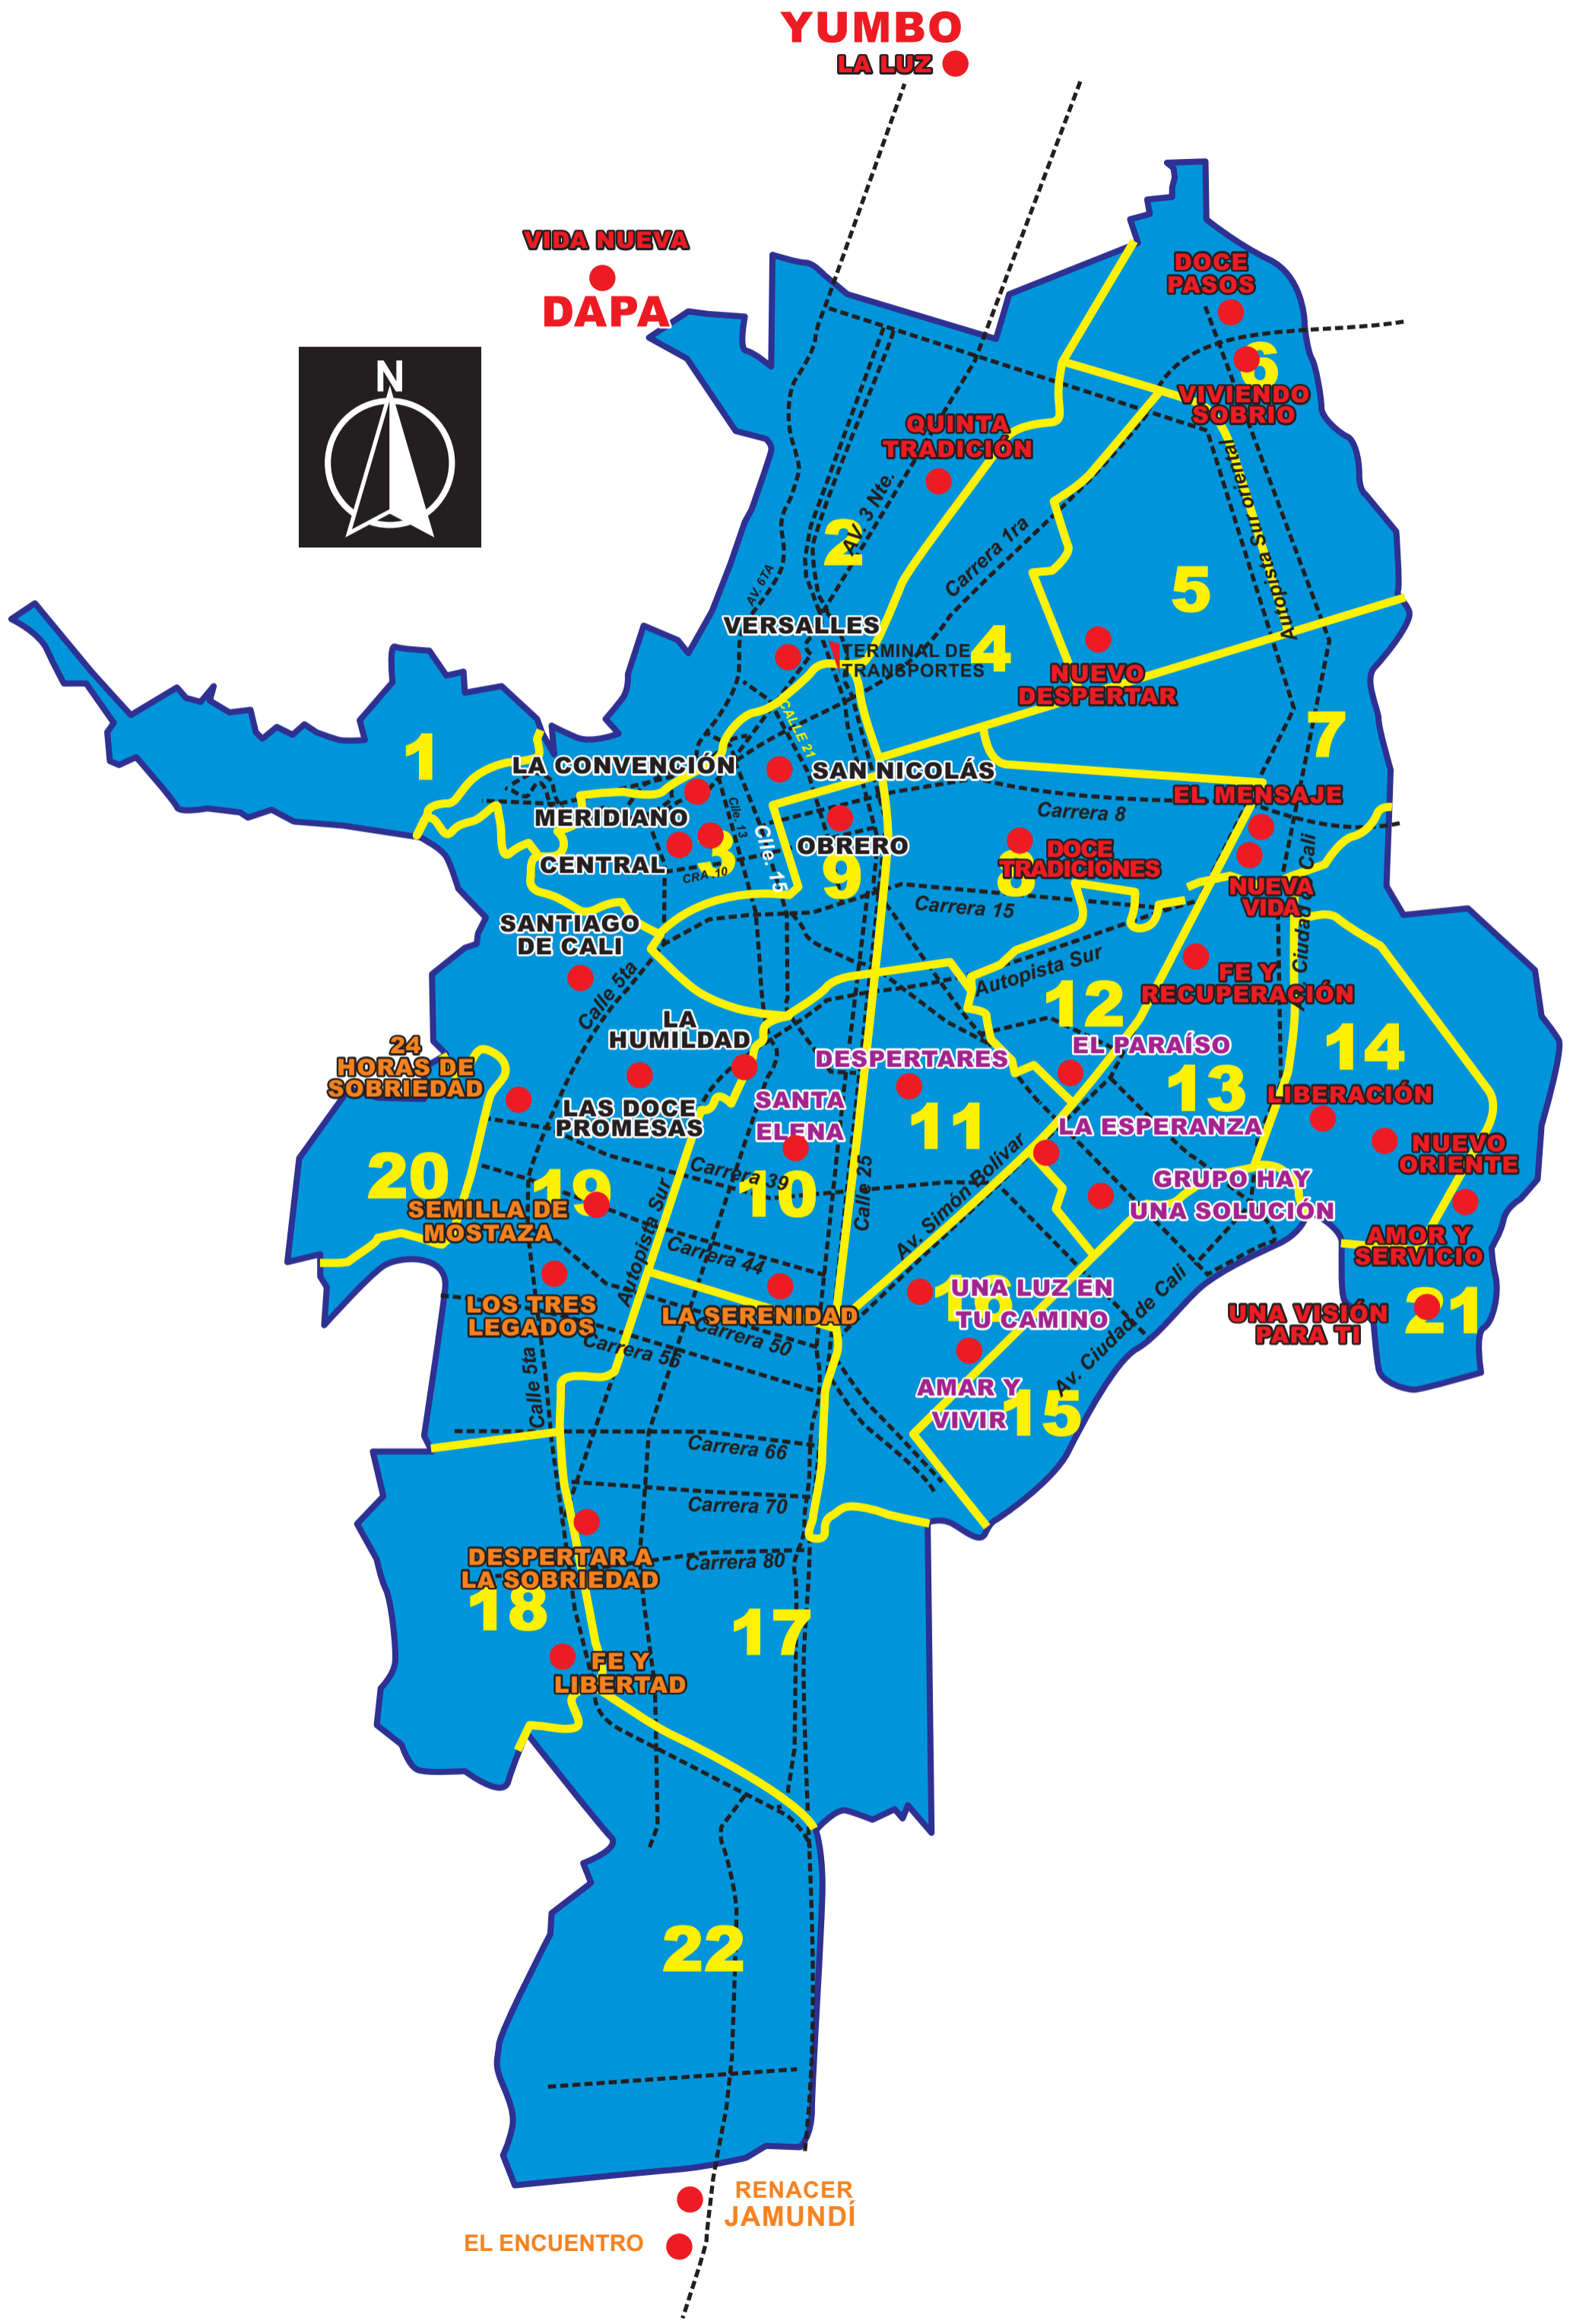 YUMBO
LA LUZ
VIDA NUEVA
DAPA
N
DOCE
PASOS
6
VIVIENDO
SOBRIO
QUINTA
TRADICIÓN
AV. 3 Nte.
2
Carrera 1ra
Autopista Sur oriental
5
AV. 6TA
VERSALLES
TERMINAL DE
TRANSPORTES
4
NUEVO
DESPERTAR
7
1
CALLE 21
LA CONVENCIÓN
SAN NICOLÁS
MERIDIANO
Clle. 13
Clle. 15
OBRERO
CENTRAL
3
CRA .10
9
Carrera 8
EL MENSAJE
8
DOCE
TRADICIONES
NUEVA
VIDA
Carrera 15
Ciudad Cali
SANTIAGO
DE CALI
Calle 5ta
Autopista Sur
FE Y
RECUPERACIÓN
12
LA
HUMILDAD
24
HORAS DE
SOBRIEDAD
DESPERTARES
EL PARAÍSO
14
13
LAS DOCE
PROMESAS
SANTA
ELENA
11
LA ESPERANZA
LIBERACIÓN
NUEVO
ORIENTE
20
19
Carrera 39
10
Calle 25
Av. Simón Bolivar
GRUPO HAY
UNA SOLUCIÓN
SEMILLA DE
MOSTAZA
Autopista Sur
Carrera 44
AMOR Y
SERVICIO
LOS TRES
LEGADOS
LA SERENIDAD
16
UNA LUZ EN
TU CAMINO
UNA VISIÓN
PARA TI
21
Carrera 50
Carrera 56
Calle 5ta
Av. Ciudad de Cali
AMAR Y
VIVIR
15
Carrera 66
Carrera 70
DESPERTAR A
LA SOBRIEDAD
Carrera 80
18
17
FE Y
LIBERTAD
22
RENACER
JAMUNDÍ
EL ENCUENTRO